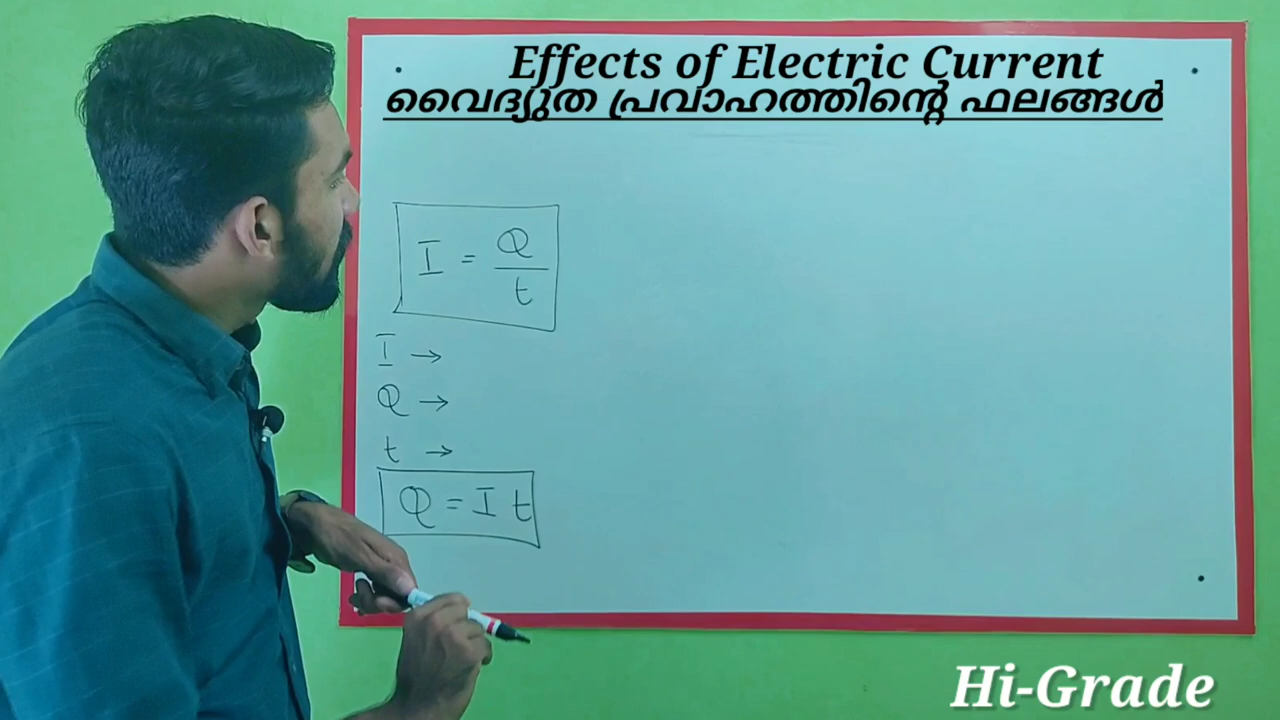 Effects of Electric Current
വൈദ്യുത പ്രവാഹത്തിന്റെ ഫലങ്ങൾ
I = Q/t
I →
Q →
t →
Q = I t
Hi-Grade